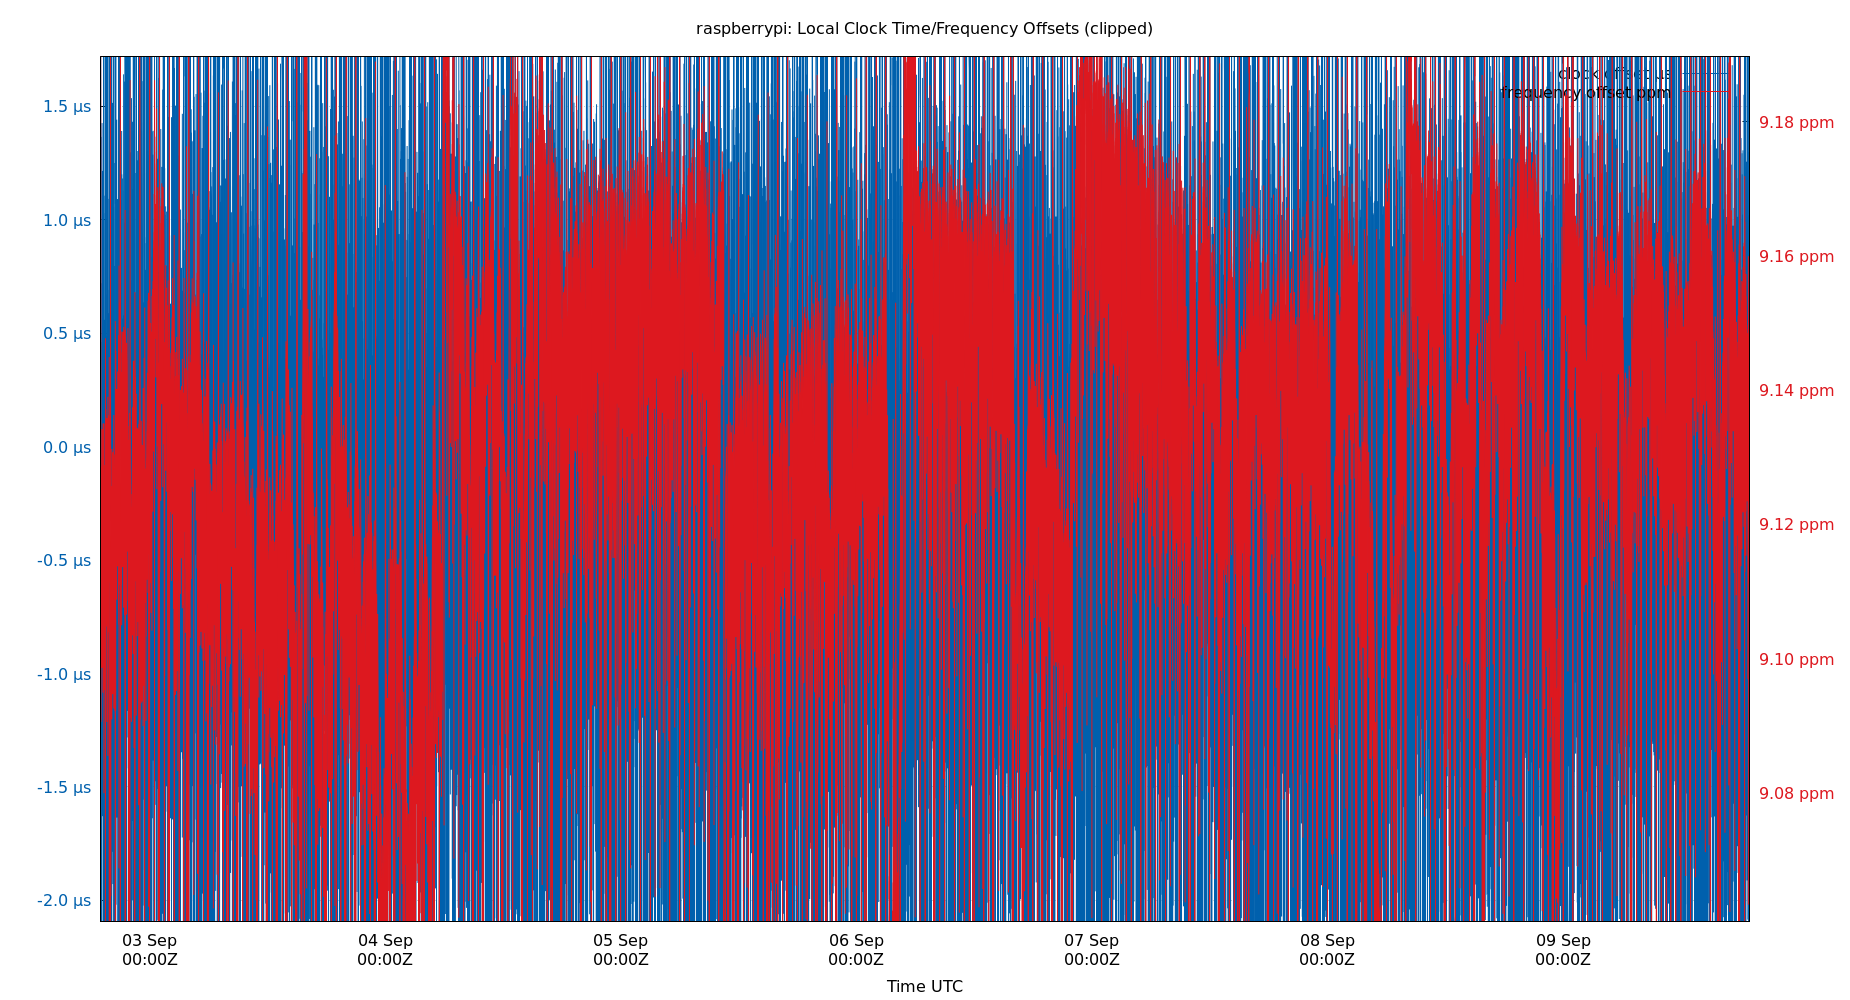 raspberrypi: Local Clock Time/Frequency Offsets (clipped)
clock offset μs
frequency offset ppm
1.5 μs
1.0 μs
0.5 μs
0.0 μs
-0.5 μs
-1.0 μs
-1.5 μs
-2.0 μs
9.18 ppm
9.16 ppm
9.14 ppm
9.12 ppm
9.10 ppm
9.08 ppm
03 Sep 04 Sep 05 Sep 06 Sep 07 Sep 08 Sep 09 Sep
00:00Z 00:00Z 00:00Z 00:00Z 00:00Z 00:00Z 00:00Z
Time UTC